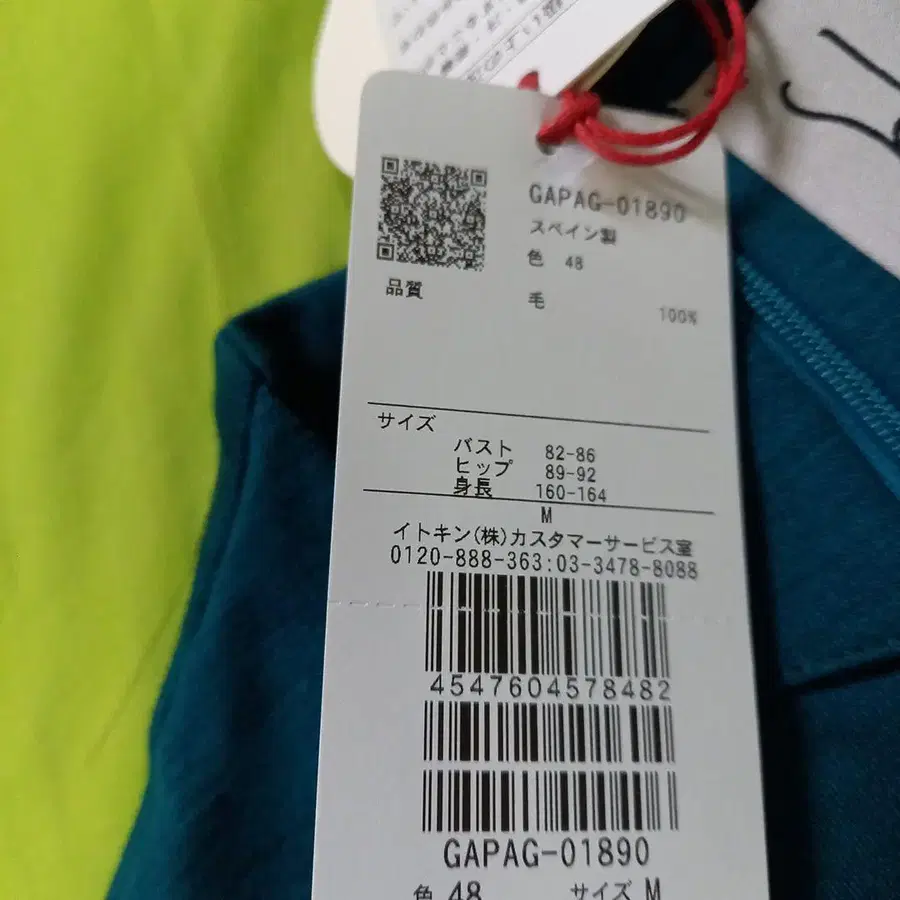 GAPAG-01890
スペイン製
色 48
品質 毛 100%
サイズ
バスト 82-86
ヒップ 89-92
身長 160-164
M
イトキン(株)カスタマーサービス室
0120-888-363:03-3478-8088
4547604578482
GAPAG-01890
色 48 サイズ M